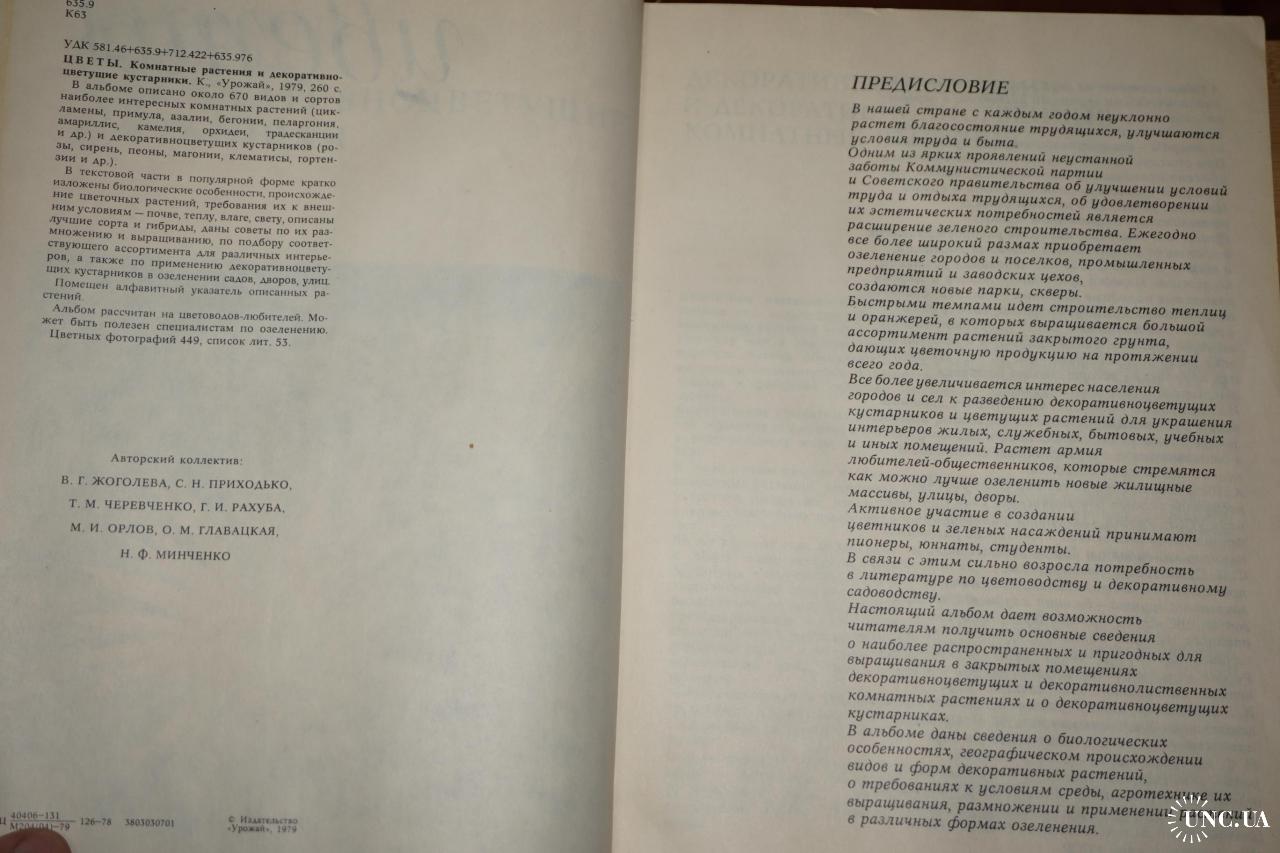 635.9
К63
УДК 581.46+635.9+712.422+635.976
ЦВЕТЫ. Комнатные растения и декоративно-
цветущие кустарники. К., «Урожай», 1979, 260 с.
В альбоме описано около 670 видов и сортов
наиболее интересных комнатных растений (цик-
ламены, примула, азалии, бегонии, пеларгония,
амариллис, камелия, орхидеи, традесканции
и др.) и декоративноцветущих кустарников (ро-
зы, сирень, пеоны, магонии, клематисы, гортен-
зии и др.).
В текстовой части в популярной форме кратко
изложены биологические особенности, происхожде-
ние цветочных растений, требования их к внеш-
ним условиям — почве, теплу, влаге, свету, описаны
лучшие сорта и гибриды, даны советы по их раз-
множению и выращиванию, по подбору соответ-
ствующего ассортимента для различных интерье-
ров, а также по применению декоративноцвету-
щих кустарников в озеленении садов, дворов, улиц.
Помещен алфавитный указатель описанных ра-
стений.
Альбом рассчитан на цветоводов-любителей. Мо-
жет быть полезен специалистам по озеленению.
Цветных фотографий 449, список лит. 53.
Авторский коллектив:
В. Г. ЖОГОЛЕВА, С. Н. ПРИХОДЬКО,
Т. М. ЧЕРЕВЧЕНКО, Г. И. РАХУБА,
М. И. ОРЛОВ, О. М. ГЛАВАЦКАЯ,
Н. Ф. МИНЧЕНКО
Ц 40406—131
М204(04)—79 126—78 3803030701
© Издательство
«Урожай», 1979
ПРЕДИСЛОВИЕ
В нашей стране с каждым годом неуклонно
растет благосостояние трудящихся, улучшаются
условия труда и быта.
Одним из ярких проявлений неустанной
заботы Коммунистической партии
и Советского правительства об улучшении условий
труда и отдыха трудящихся, об удовлетворении
их эстетических потребностей является
расширение зеленого строительства. Ежегодно
все более широкий размах приобретает
озеленение городов и поселков, промышленных
предприятий и заводских цехов,
создаются новые парки, скверы.
Быстрыми темпами идет строительство теплиц
и оранжерей, в которых выращивается большой
ассортимент растений закрытого грунта,
дающих цветочную продукцию на протяжении
всего года.
Все более увеличивается интерес населения
городов и сел к разведению декоративноцветущих
кустарников и цветущих растений для украшения
интерьеров жилых, служебных, бытовых, учебных
и иных помещений. Растет армия
любителей-общественников, которые стремятся
как можно лучше озеленить новые жилищные
массивы, улицы, дворы.
Активное участие в создании
цветников и зеленых насаждений принимают
пионеры, юннаты, студенты.
В связи с этим сильно возросла потребность
в литературе по цветоводству и декоративному
садоводству.
Настоящий альбом дает возможность
читателям получить основные сведения
о наиболее распространенных и пригодных для
выращивания в закрытых помещениях
декоративноцветущих и декоративнолиственных
комнатных растениях и о декоративноцветущих
кустарниках.
В альбоме даны сведения о биологических
особенностях, географическом происхождении
видов и форм декоративных растений,
о требованиях к условиям среды, агротехнике их
выращивания, размножении и применении растений
в различных формах озеленения.
UNC.UA